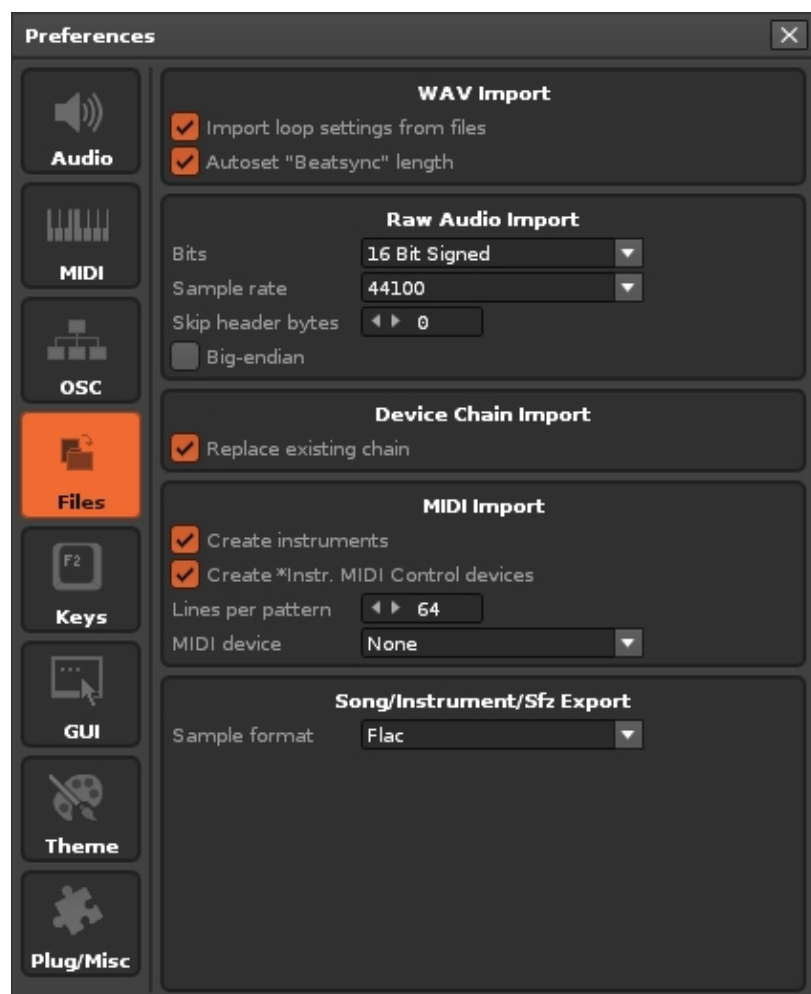 Preferences
Audio
MIDI
OSC
Files
F2
Keys
GUI
Theme
Plug/Misc
WAV Import
Import loop settings from files
Autoset "Beatsync" length
Raw Audio Import
Bits 16 Bit Signed
Sample rate 44100
Skip header bytes 0
Big-endian
Device Chain Import
Replace existing chain
MIDI Import
Create instruments
Create *Instr. MIDI Control devices
Lines per pattern 64
MIDI device None
Song/Instrument/Sfz Export
Sample format Flac